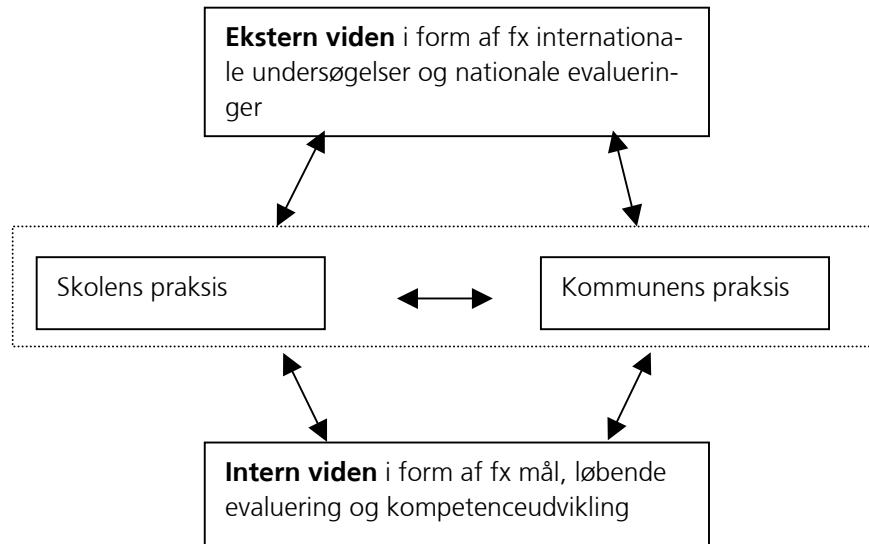 Ekstern viden i form af fx internationa-
le undersøgelser og nationale evaluerin-
ger
Skolens praksis
Kommunens praksis
Intern viden i form af fx mål, løbende
evaluering og kompetenceudvikling